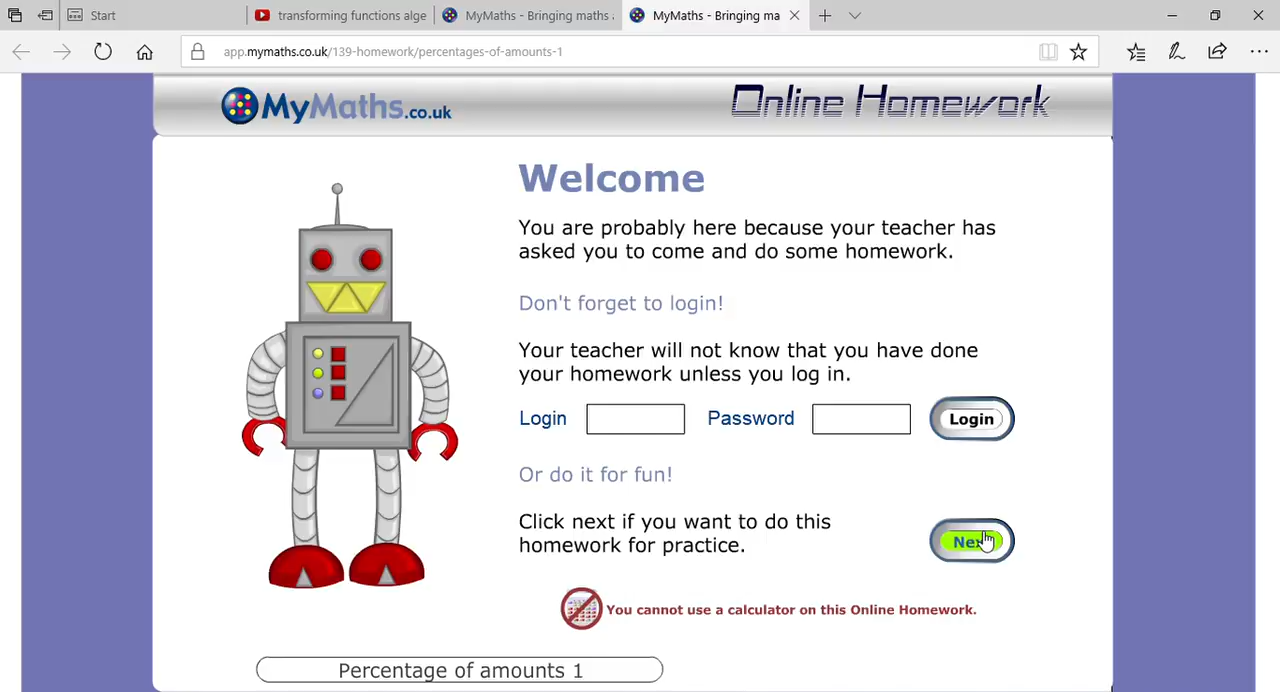 Start
transforming functions alge
MyMaths - Bringing maths
MyMaths - Bringing ma
app.mymaths.co.uk/139-homework/percentages-of-amounts-1
MyMaths.co.uk
Online Homework
Welcome
You are probably here because your teacher has
asked you to come and do some homework.
Don't forget to login!
Your teacher will not know that you have done
your homework unless you log in.
Login
Password
Login
Or do it for fun!
Click next if you want to do this
homework for practice.
You cannot use a calculator on this Online Homework.
Percentage of amounts 1